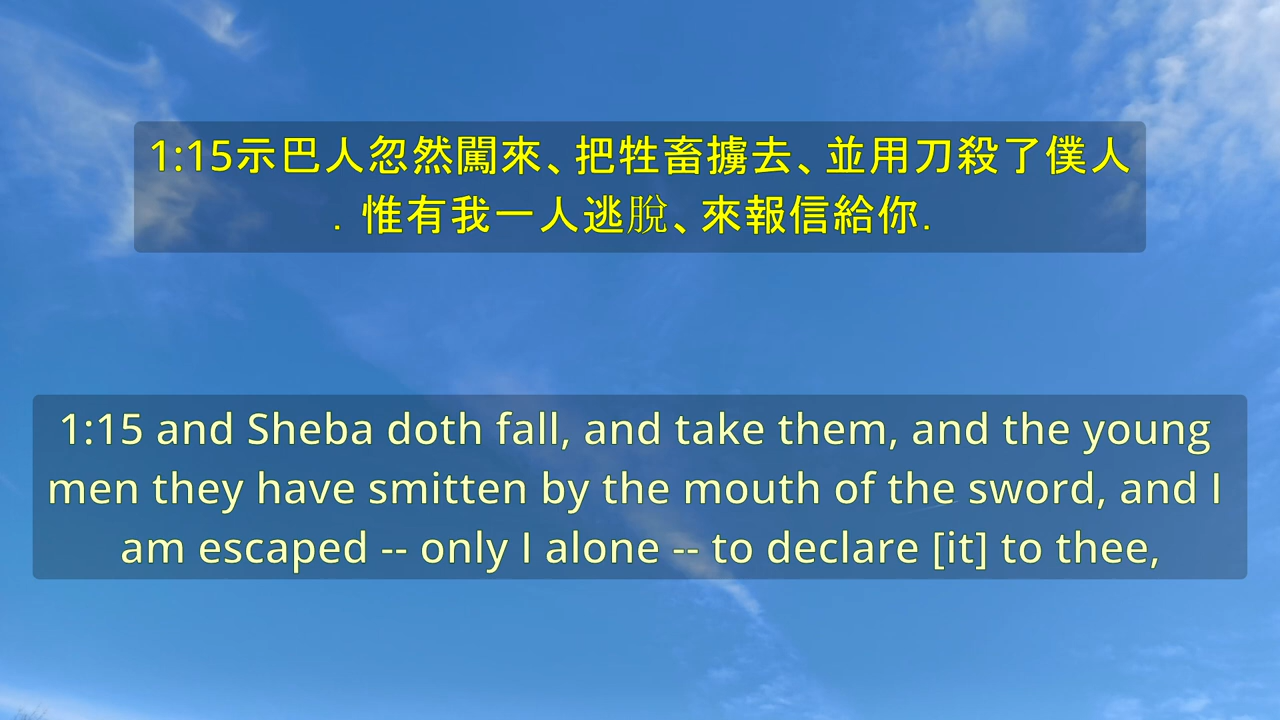 1:15示巴人忽然闖來、把牲畜擄去、並用刀殺了僕人
. 惟有我一人逃脫、來報信給你.
1:15 and Sheba doth fall, and take them, and the young
men they have smitten by the mouth of the sword, and I
am escaped -- only I alone -- to declare [it] to thee,